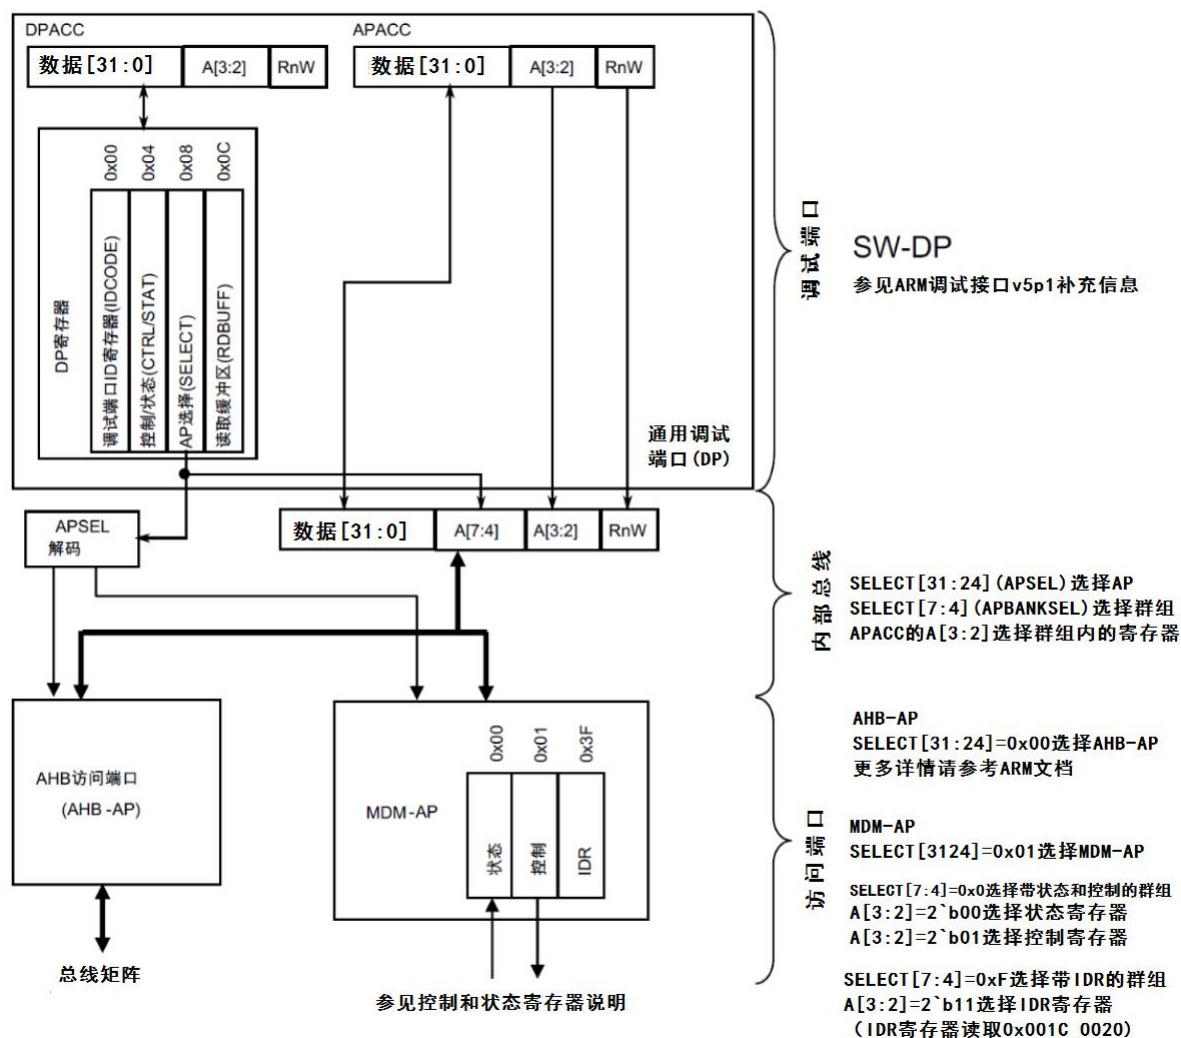 DPACC
APACC
数据[31:0]
A[3:2]
RnW
数据[31:0]
A[3:2]
RnW
0x00
0x04
0x08
0x0C
DP寄存器
调试端口ID寄存器(IDCODE)
控制/状态(CTRL/STAT)
AP选择(SELECT)
读取缓冲区(RDBUFF)
通用调试
端口(DP)
调试端口
SW-DP
参见ARM调试接口v5p1补充信息
APSEL
解码
数据[31:0]
A[7:4]
A[3:2]
RnW
内部总线
SELECT[31:24](APSEL)选择AP
SELECT[7:4](APBANKSEL)选择群组
APACC的A[3:2]选择群组内的寄存器
AHB访问端口
(AHB-AP)
总线矩阵
MDM-AP
0x00
0x01
0x3F
状态
控制
IDR
参见控制和状态寄存器说明
访问端口
AHB-AP
SELECT[31:24]=0x00选择AHB-AP
更多详情请参考ARM文档
MDM-AP
SELECT[3124]=0x01选择MDM-AP
SELECT[7:4]=0x0选择带状态和控制的群组
A[3:2]=2`b00选择状态寄存器
A[3:2]=2`b01选择控制寄存器
SELECT[7:4]=0xF选择带IDR的群组
A[3:2]=2`b11选择IDR寄存器
（IDR寄存器读取0x001C 0020）